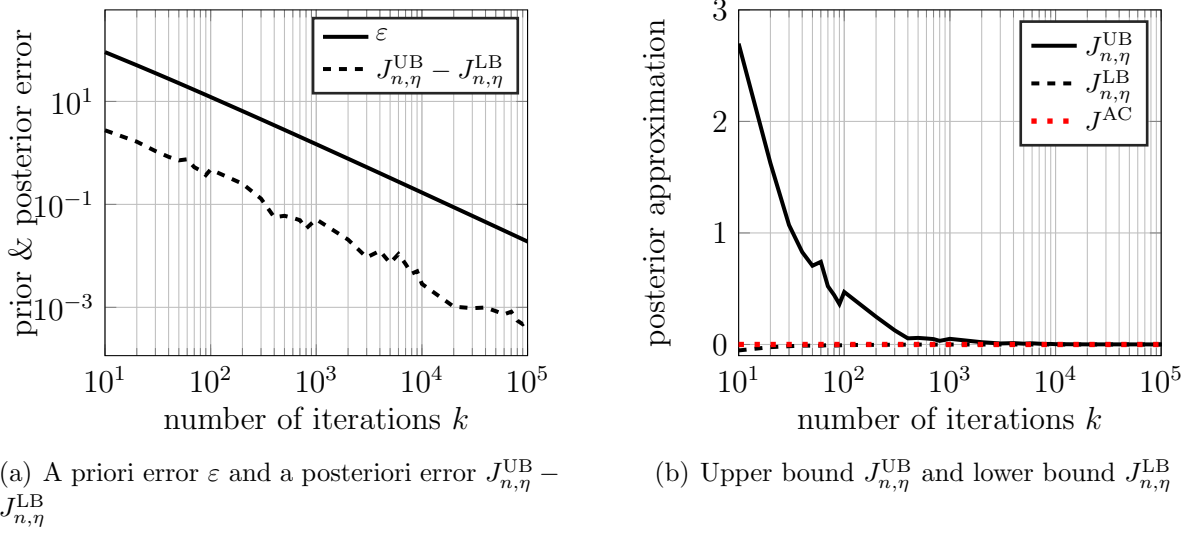 prior & posterior error
10^1
10^{-1}
10^{-3}
ε
J^{UB}_{n,η} − J^{LB}_{n,η}
10^1 10^2 10^3 10^4 10^5
number of iterations k
(a) A priori error ε and a posteriori error J^{UB}_{n,η} −
J^{LB}_{n,η}
posterior approximation
3
2
1
0
J^{UB}_{n,η}
J^{LB}_{n,η}
J^{AC}
10^1 10^2 10^3 10^4 10^5
number of iterations k
(b) Upper bound J^{UB}_{n,η} and lower bound J^{LB}_{n,η}